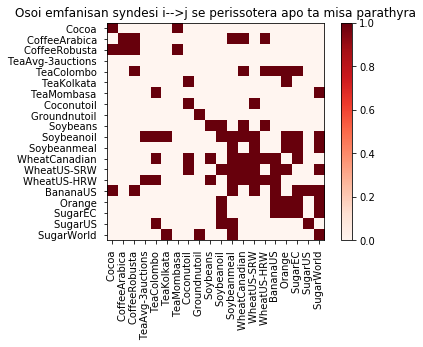 Osoi emfanisan syndesi i-->j se perissotera apo ta misa parathyra
Cocoa
CoffeeArabica
CoffeeRobusta
TeaAvg-3auctions
TeaColombo
TeaKolkata
TeaMombasa
Coconutoil
Groundnutoil
Soybeans
Soybeanoil
Soybeanmeal
WheatCanadian
WheatUS-SRW
WheatUS-HRW
BananaUS
Orange
SugarEC
SugarUS
SugarWorld
Cocoa
CoffeeArabica
CoffeeRobusta
TeaAvg-3auctions
TeaColombo
TeaKolkata
TeaMombasa
Coconutoil
Groundnutoil
Soybeans
Soybeanoil
Soybeanmeal
WheatCanadian
WheatUS-SRW
WheatUS-HRW
BananaUS
Orange
SugarEC
SugarUS
SugarWorld
1.0
0.8
0.6
0.4
0.2
0.0